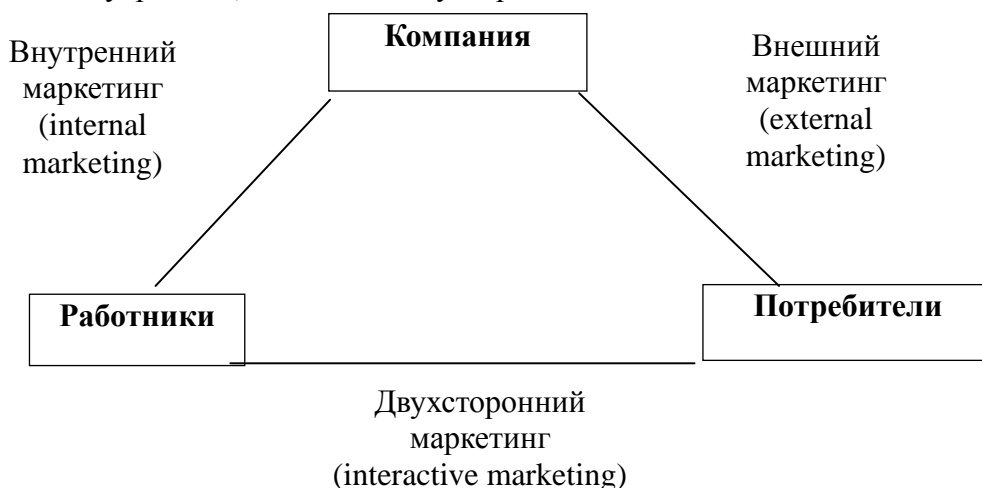 Компания
Внутренний
маркетинг
(internal
marketing)
Внешний
маркетинг
(external
marketing)
Работники
Потребители
Двухсторонний
маркетинг
(interactive marketing)